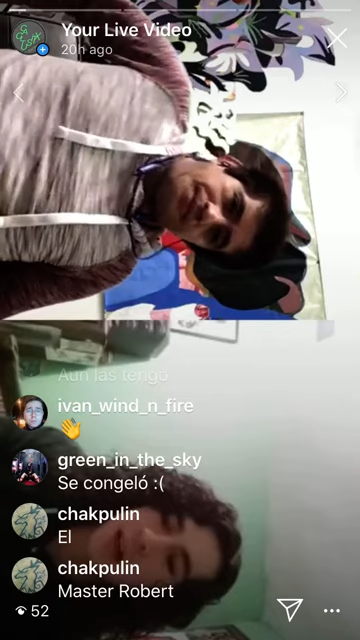 Your Live Video
20h ago
Aun las tengo
ivan_wind_n_fire
👋
green_in_the_sky
Se congeló :(
chakpulin
El
chakpulin
Master Robert
52